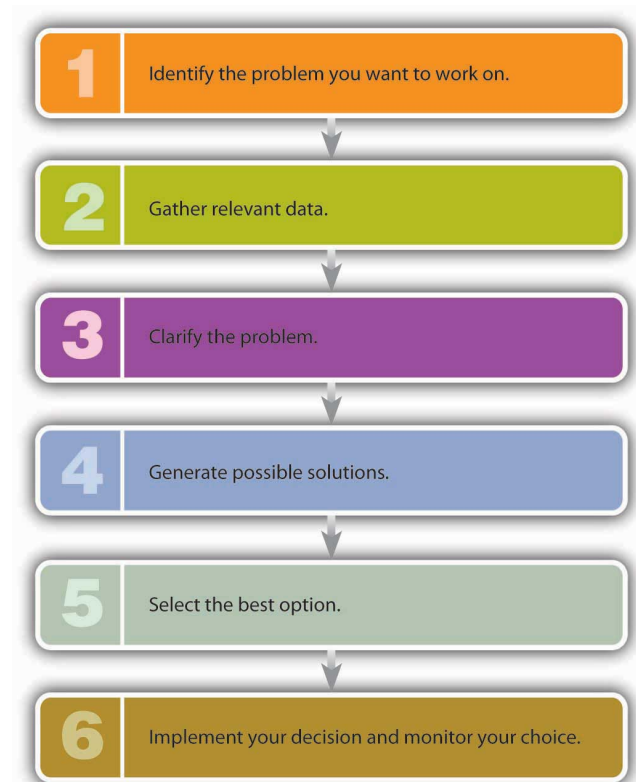 1 Identify the problem you want to work on.
2 Gather relevant data.
3 Clarify the problem.
4 Generate possible solutions.
5 Select the best option.
6 Implement your decision and monitor your choice.